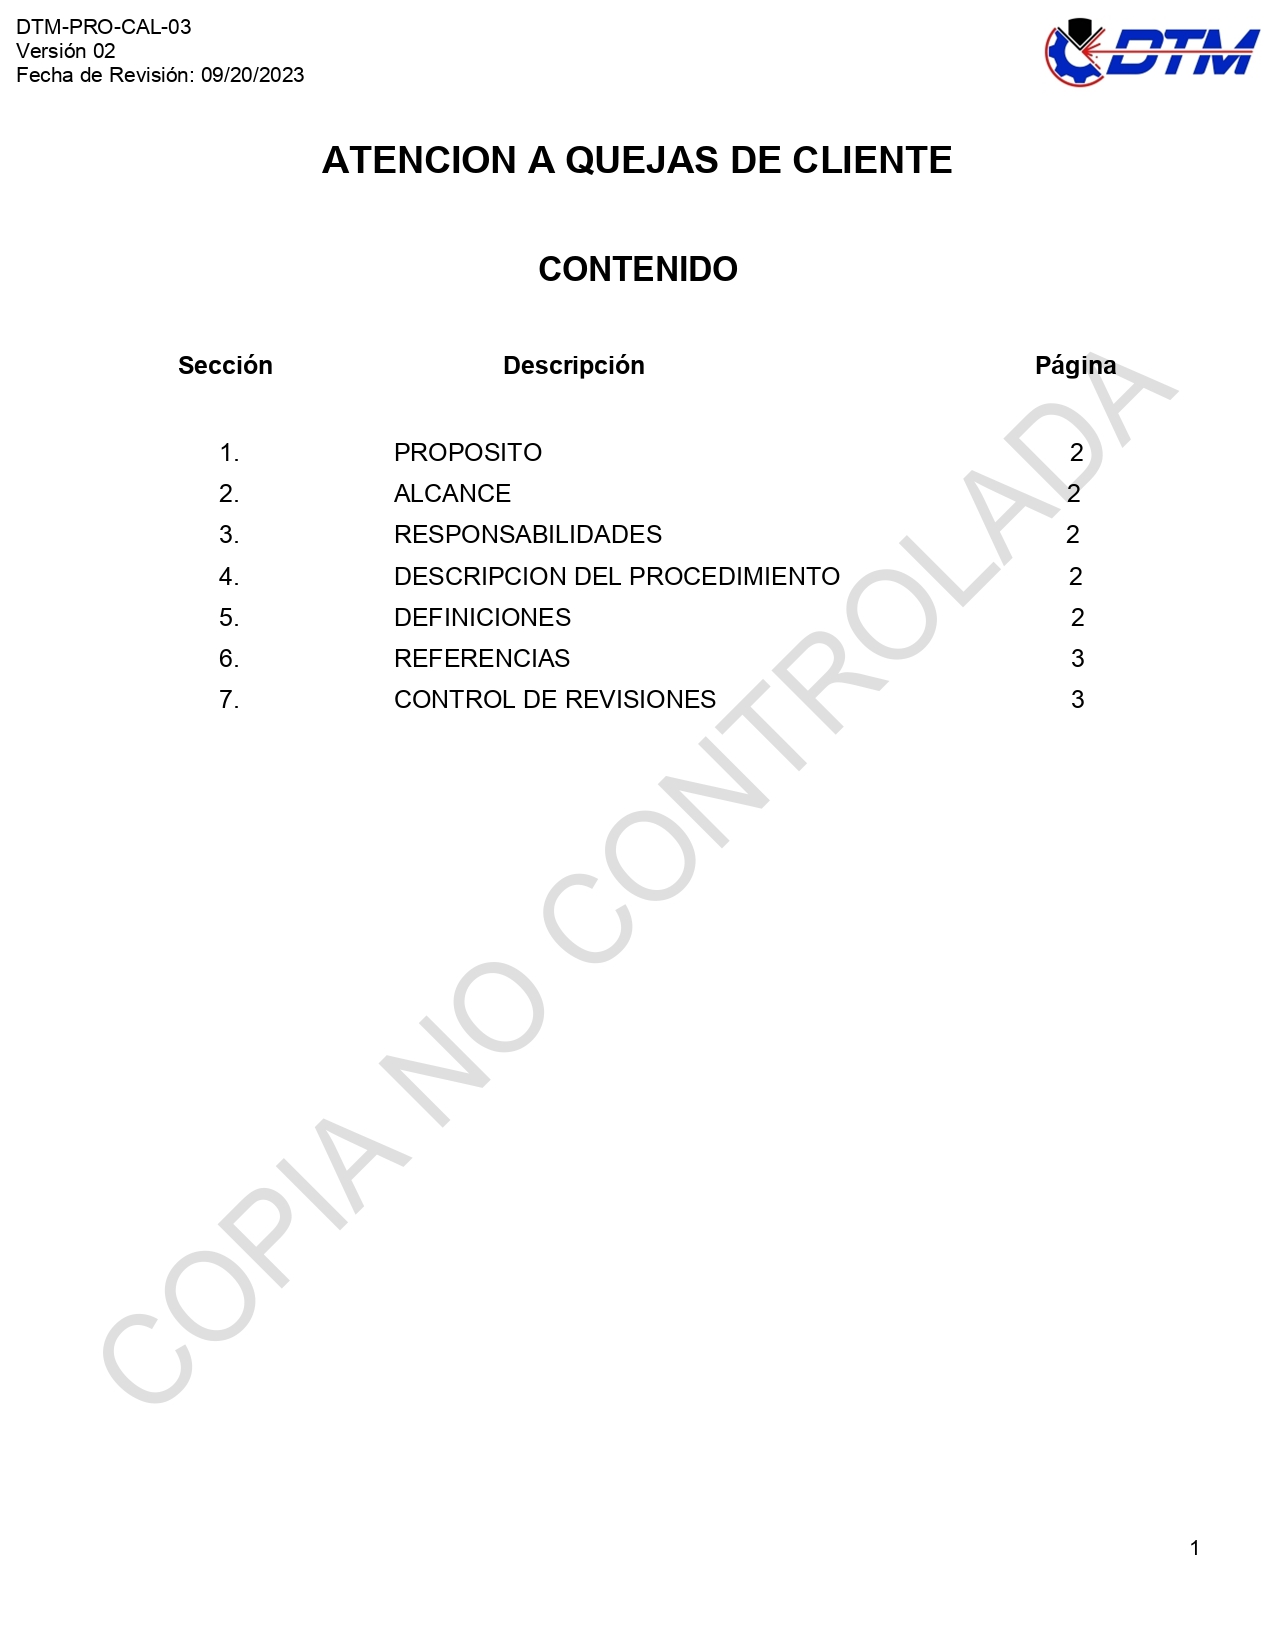 DTM-PRO-CAL-03
Versión 02
Fecha de Revisión: 09/20/2023
DTM
ATENCION A QUEJAS DE CLIENTE
CONTENIDO
Sección Descripción Página
1. PROPOSITO 2
2. ALCANCE 2
3. RESPONSABILIDADES 2
4. DESCRIPCION DEL PROCEDIMIENTO 2
5. DEFINICIONES 2
6. REFERENCIAS 3
7. CONTROL DE REVISIONES 3
COPIA NO CONTROLADA
1